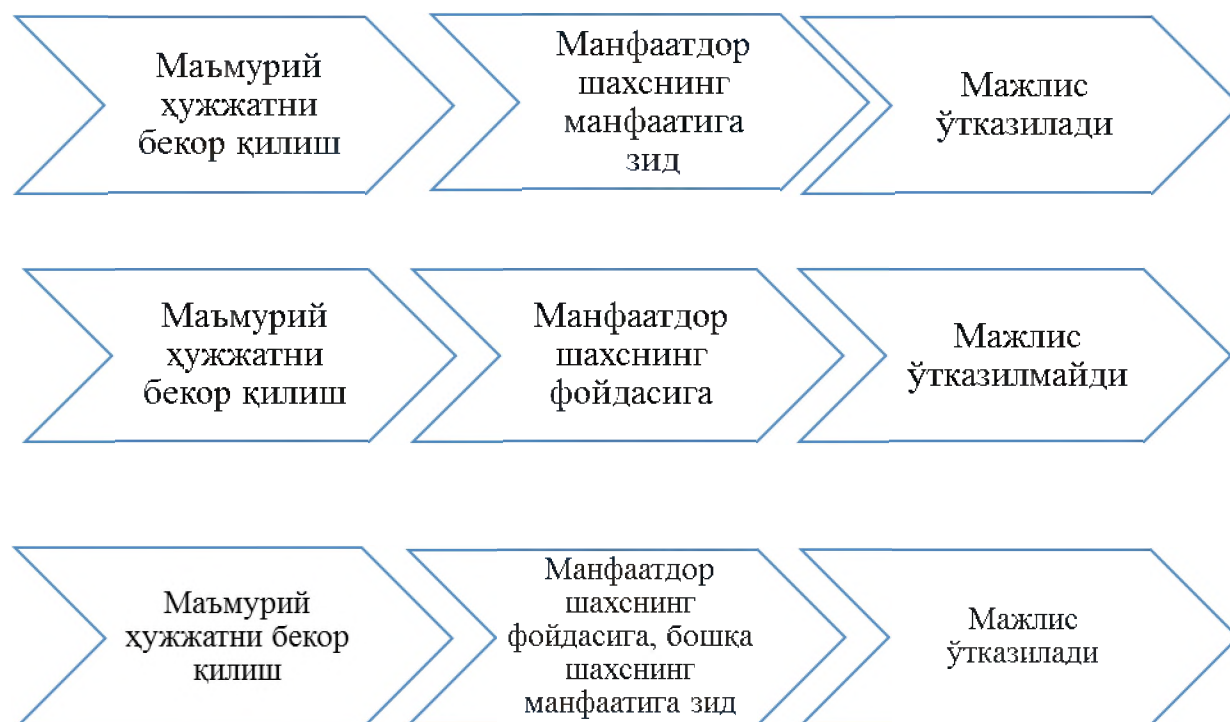 Маъмурий
ҳужжатни
бекор қилиш
Манфаатдор
шахснинг
манфаатига
зид
Мажлис
ўтказилади
Маъмурий
ҳужжатни
бекор қилиш
Манфаатдор
шахснинг
фойдасига
Мажлис
ўтказилмайди
Маъмурий
ҳужжатни бекор
қилиш
Манфаатдор
шахснинг
фойдасига, бошқа
шахснинг
манфаатига зид
Мажлис
ўтказилади